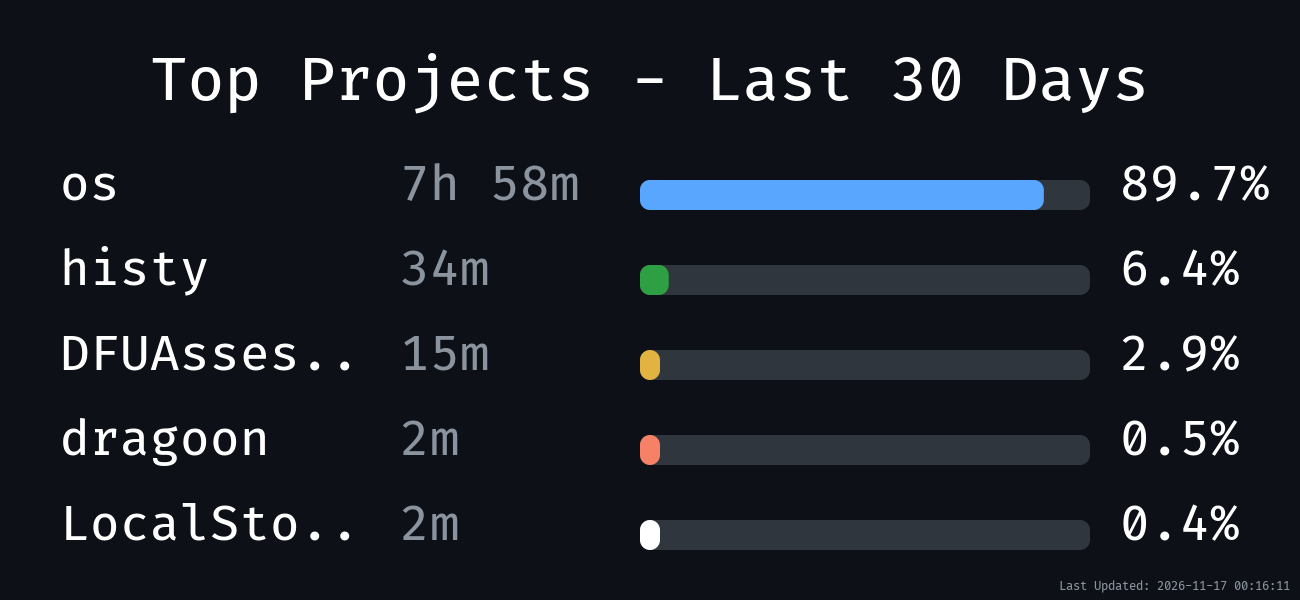 Top Projects - Last 30 Days
os 7h 58m 89.7%
histy 34m 6.4%
DFUAsses.. 15m 2.9%
dragoon 2m 0.5%
LocalSto.. 2m 0.4%
Last Updated: 2026-11-17 00:16:11